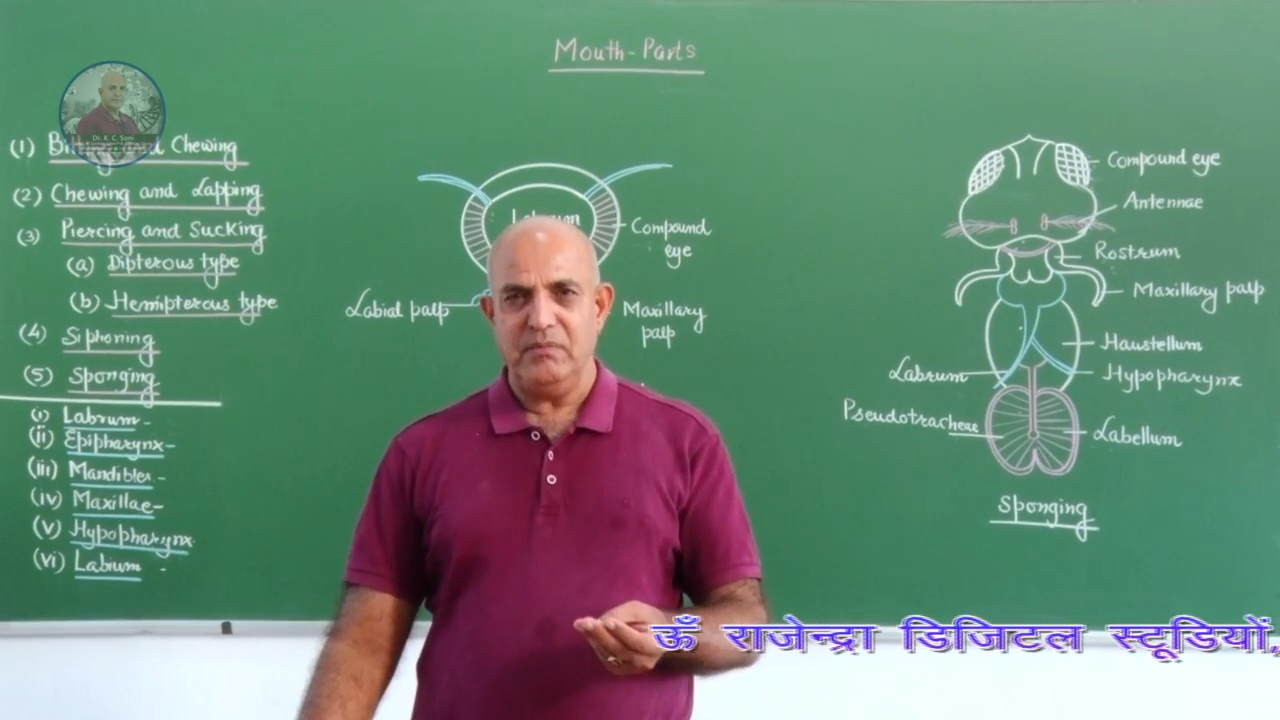 Mouth-Parts
Dr. K. C. Soni
(1) Chewing
(2) Chewing and Lapping
(3) Piercing and Sucking
(a) Dipterous type
(b) Hemipterous type
(4) Siphoning
(5) Sponging
(i) Labrum-
(ii) Epipharynx-
(iii) Mandibles-
(iv) Maxillae-
(v) Hypopharynx-
(vi) Labium -
Compound
eye
Labial palp
Maxillary
palp
Compound eye
Antennae
Rostrum
Maxillary palp
Haustellum
Labrum
Hypopharynx
Pseudotracheae
Labellum
Sponging
ऊँ राजेन्द्रा डिजिटल स्टूडियों,